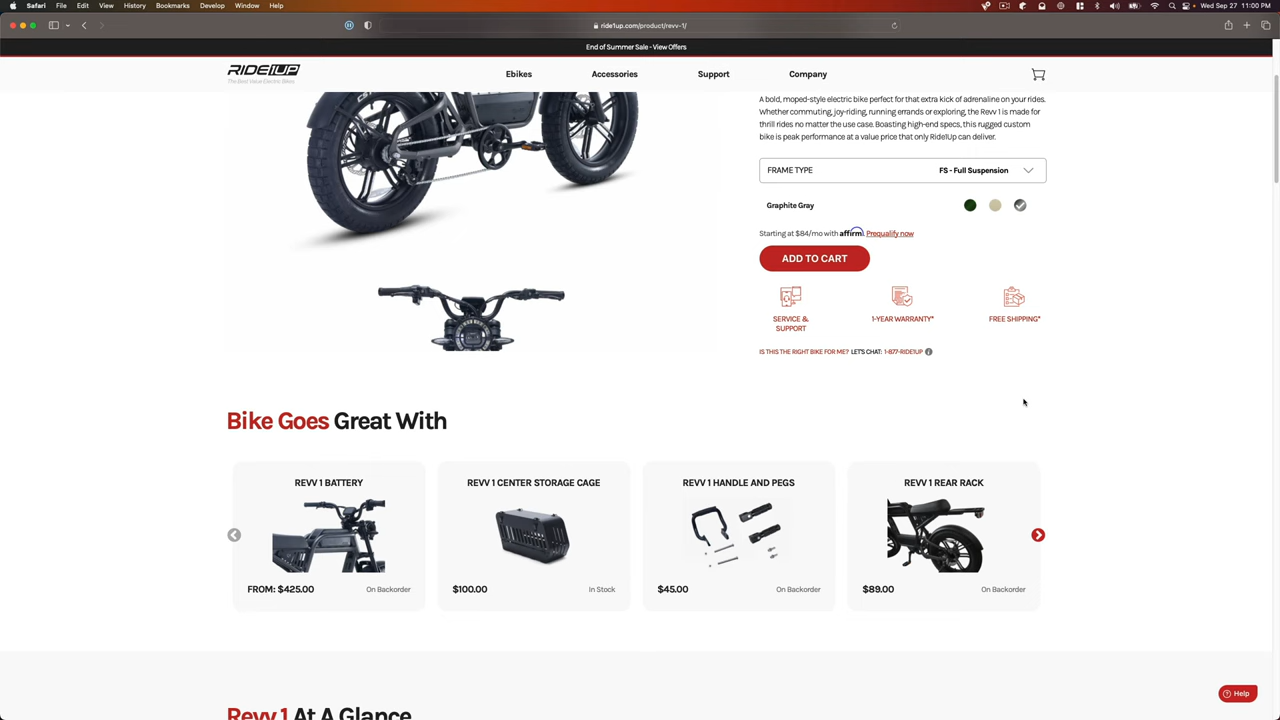 Safari File Edit View History Bookmarks Develop Window Help
Wed Sep 27 11:00 PM
ride1up.com/product/revv-1/
End of Summer Sale - View Offers
RIDE1UP
The Best Value Electric Bikes
Ebikes
Accessories
Support
Company
A bold, moped-style electric bike perfect for that extra kick of adrenaline on your rides.
Whether commuting, joy-riding, running errands or exploring, the Revv 1 is made for
thrill rides no matter the use case. Boasting high-end specs, this rugged custom
bike is peak performance at a value price that only Ride1Up can deliver.
FRAME TYPE
FS - Full Suspension
Graphite Gray
Starting at $84/mo with affirm. Prequalify now
ADD TO CART
SERVICE &
SUPPORT
1-YEAR WARRANTY*
FREE SHIPPING*
IS THIS THE RIGHT BIKE FOR ME? LET'S CHAT: 1-877-RIDE1UP
Bike Goes Great With
REVV 1 BATTERY
FROM: $425.00
On Backorder
REVV 1 CENTER STORAGE CAGE
$100.00
In Stock
REVV 1 HANDLE AND PEGS
$45.00
On Backorder
REVV 1 REAR RACK
$89.00
On Backorder
Revv 1 At A Glance
Help